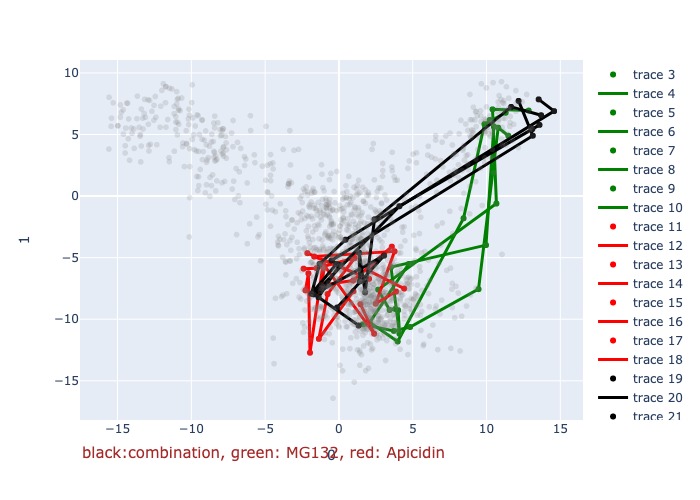 10
5
0
−5
−10
−15
1
−15
−10
−5
0
5
10
15
0
black:combination, green: MG132, red: Apicidin
trace 3
trace 4
trace 5
trace 6
trace 7
trace 8
trace 9
trace 10
trace 11
trace 12
trace 13
trace 14
trace 15
trace 16
trace 17
trace 18
trace 19
trace 20
trace 21